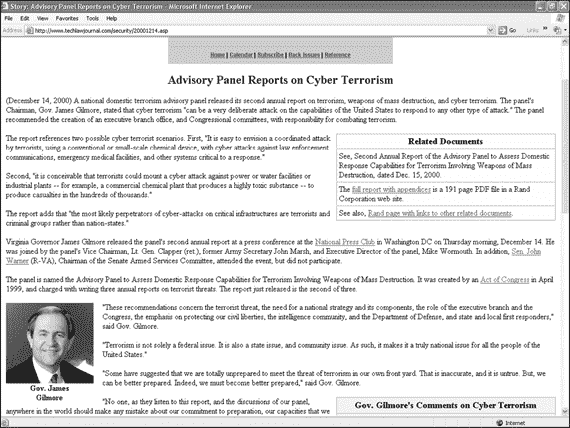 Story: Advisory Panel Reports on Cyber Terrorism - Microsoft Internet Explorer
File Edit View Favorites Tools Help
Address http://www.techlawjournal.com/security/20001214.asp Go Links »
Home | Calendar | Subscribe | Back Issues | Reference
Advisory Panel Reports on Cyber Terrorism
(December 14, 2000) A national domestic terrorism advisory panel released its second annual report on terrorism, weapons of mass destruction, and cyber terrorism. The panel's
Chairman, Gov. James Gilmore, stated that cyber terrorism "can be a very deliberate attack on the capabilities of the United States to respond to any other type of attack." The panel
recommended the creation of an executive branch office, and Congressional committees, with responsibility for combating terrorism.
The report references two possible cyber terrorist scenarios. First, "It is easy to envision a coordinated attack
by terrorists, using a conventional or small-scale chemical device, with cyber attacks against law enforcement
communications, emergency medical facilities, and other systems critical to a response."
Second, "it is conceivable that terrorists could mount a cyber attack against power or water facilities or
industrial plants -- for example, a commercial chemical plant that produces a highly toxic substance -- to
produce casualties in the hundreds of thousands."
The report adds that "the most likely perpetrators of cyber-attacks on critical infrastructures are terrorists and
criminal groups rather than nation-states."
Related Documents
See, Second Annual Report of the Advisory Panel to Assess Domestic
Response Capabilities for Terrorism Involving Weapons of Mass
Destruction, dated Dec. 15, 2000.
The full report with appendices is a 191 page PDF file in a Rand
Corporation web site.
See also, Rand page with links to other related documents.
Virginia Governor James Gilmore released the panel's second annual report at a press conference at the National Press Club in Washington DC on Thursday morning, December 14. He
was joined by the panel's Vice Chairman, Lt. Gen. Clapper (ret.), former Army Secretary John Marsh, and Executive Director of the panel, Mike Wormouth. In addition, Sen. John
Warner (R-VA), Chairman of the Senate Armed Services Committee, attended the event, but did not participate.
The panel is named the Advisory Panel to Assess Domestic Response Capabilities for Terrorism Involving Weapons of Mass Destruction. It was created by an Act of Congress in April
1999, and charged with writing three annual reports on terrorist threats. The report just released is the second of three.
"These recommendations concern the terrorist threat, the need for a national strategy and its components, the role of the executive branch and the
Congress, the emphasis on protecting our civil liberties, the intelligence community, and the Department of Defense, and state and local first responders,"
said Gov. Gilmore.
"Terrorism is not solely a federal issue. It is also a state issue, and community issue. As such, it makes it a truly national issue for all the people of the
United States."
"Some have suggested that we are totally unprepared to meet the threat of terrorism in our own front yard. That is inaccurate, and it is untrue. But, we
can be better prepared. Indeed, we must become better prepared," said Gov. Gilmore.
Gov. James
Gilmore
"No one, as they listen to this report, and the discussions of our panel,
anywhere in the world should make any mistake about our commitment to preparation, our capacities that we
Gov. Gilmore's Comments on Cyber Terrorism
Internet